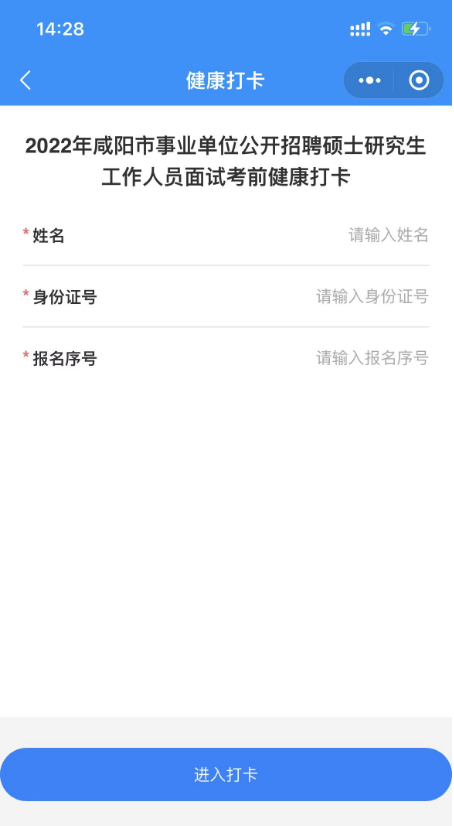 14:28
健康打卡
2022年咸阳市事业单位公开招聘硕士研究生
工作人员面试考前健康打卡
*姓名 请输入姓名
*身份证号 请输入身份证号
*报名序号 请输入报名序号
进入打卡